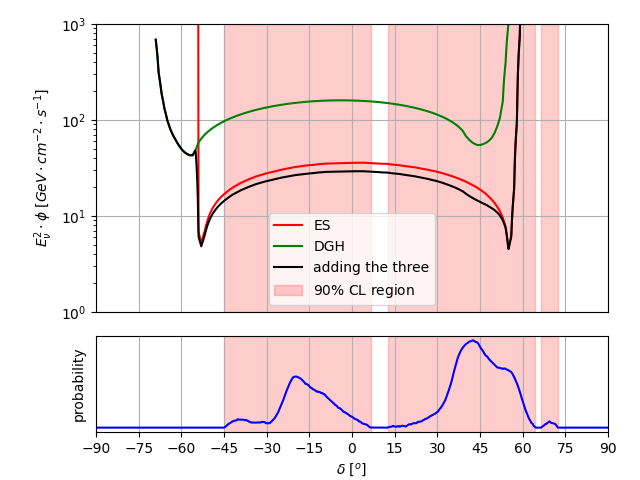 10³
10²
10¹
10⁰
E²ᵥ · ϕ [GeV · cm⁻² · s⁻¹]
ES
DGH
adding the three
90% CL region
probability
−90 −75 −60 −45 −30 −15 0 15 30 45 60 75 90
δ [°]